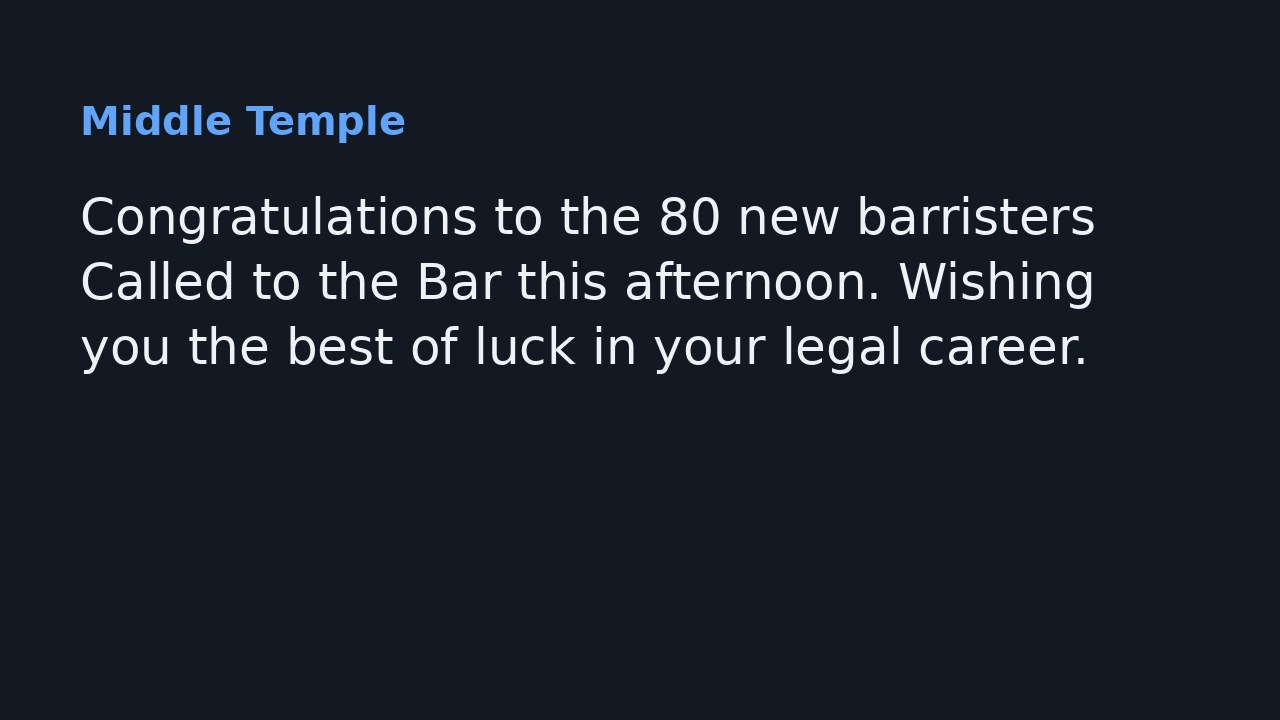 Middle Temple
Congratulations to the 80 new barristers
Called to the Bar this afternoon. Wishing
you the best of luck in your legal career.